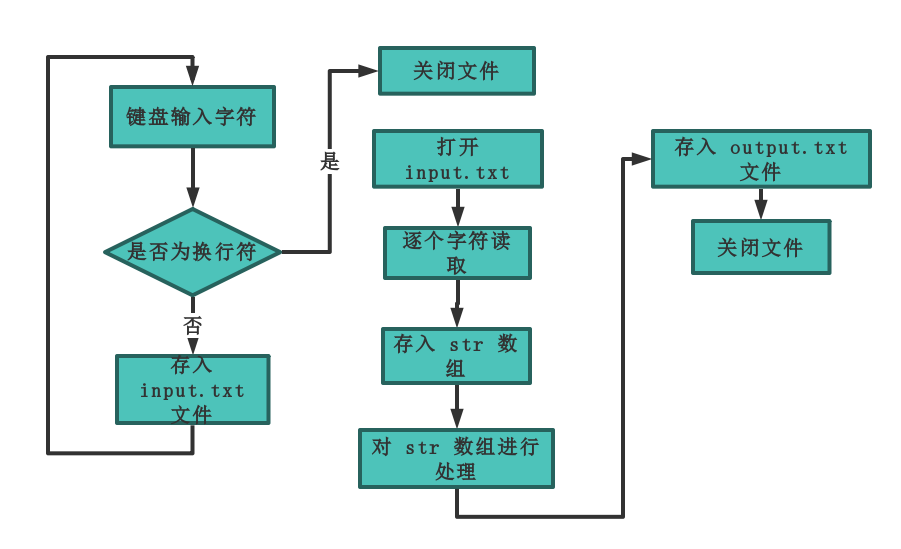 键盘输入字符
是否为换行符
否
存入
input.txt
文件
是
关闭文件
打开
input.txt
逐个字符读
取
存入 str 数
组
对 str 数组进行
处理
存入 output.txt
文件
关闭文件